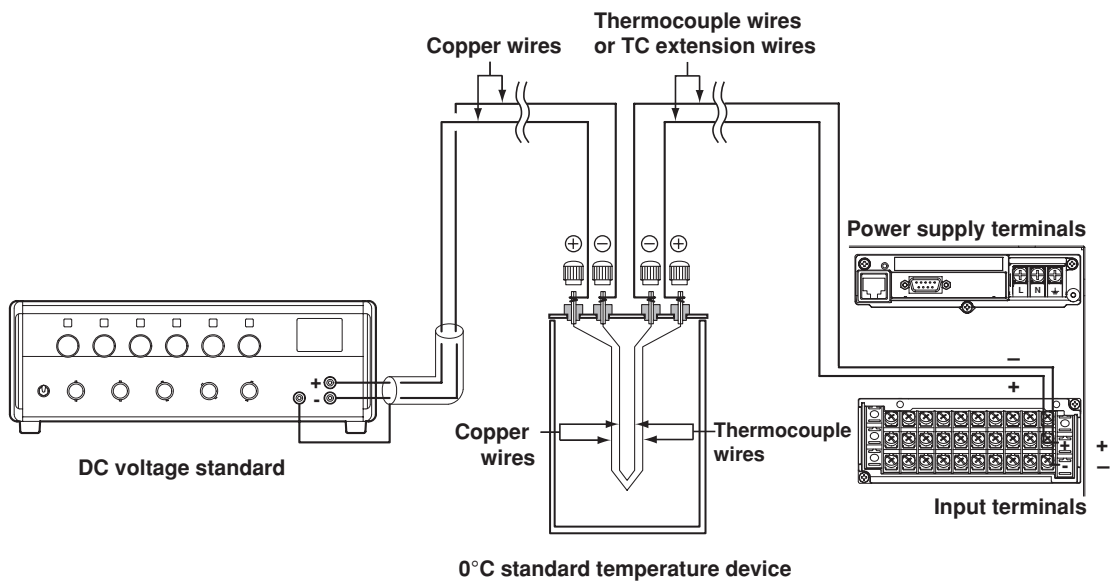 Thermocouple wires
or TC extension wires
Copper wires
⊕ ⊖ ⊖ ⊕
Power supply terminals
L N ⏚
−
+
+
-
DC voltage standard
Copper
wires
Thermocouple
wires
+
-
+
−
Input terminals
0°C standard temperature device